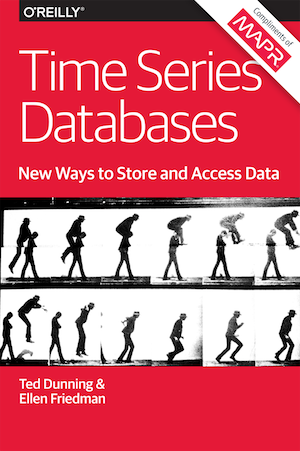 O'REILLY®
Compliments of
MAPR
Time Series
Databases
New Ways to Store and Access Data
Ted Dunning &
Ellen Friedman